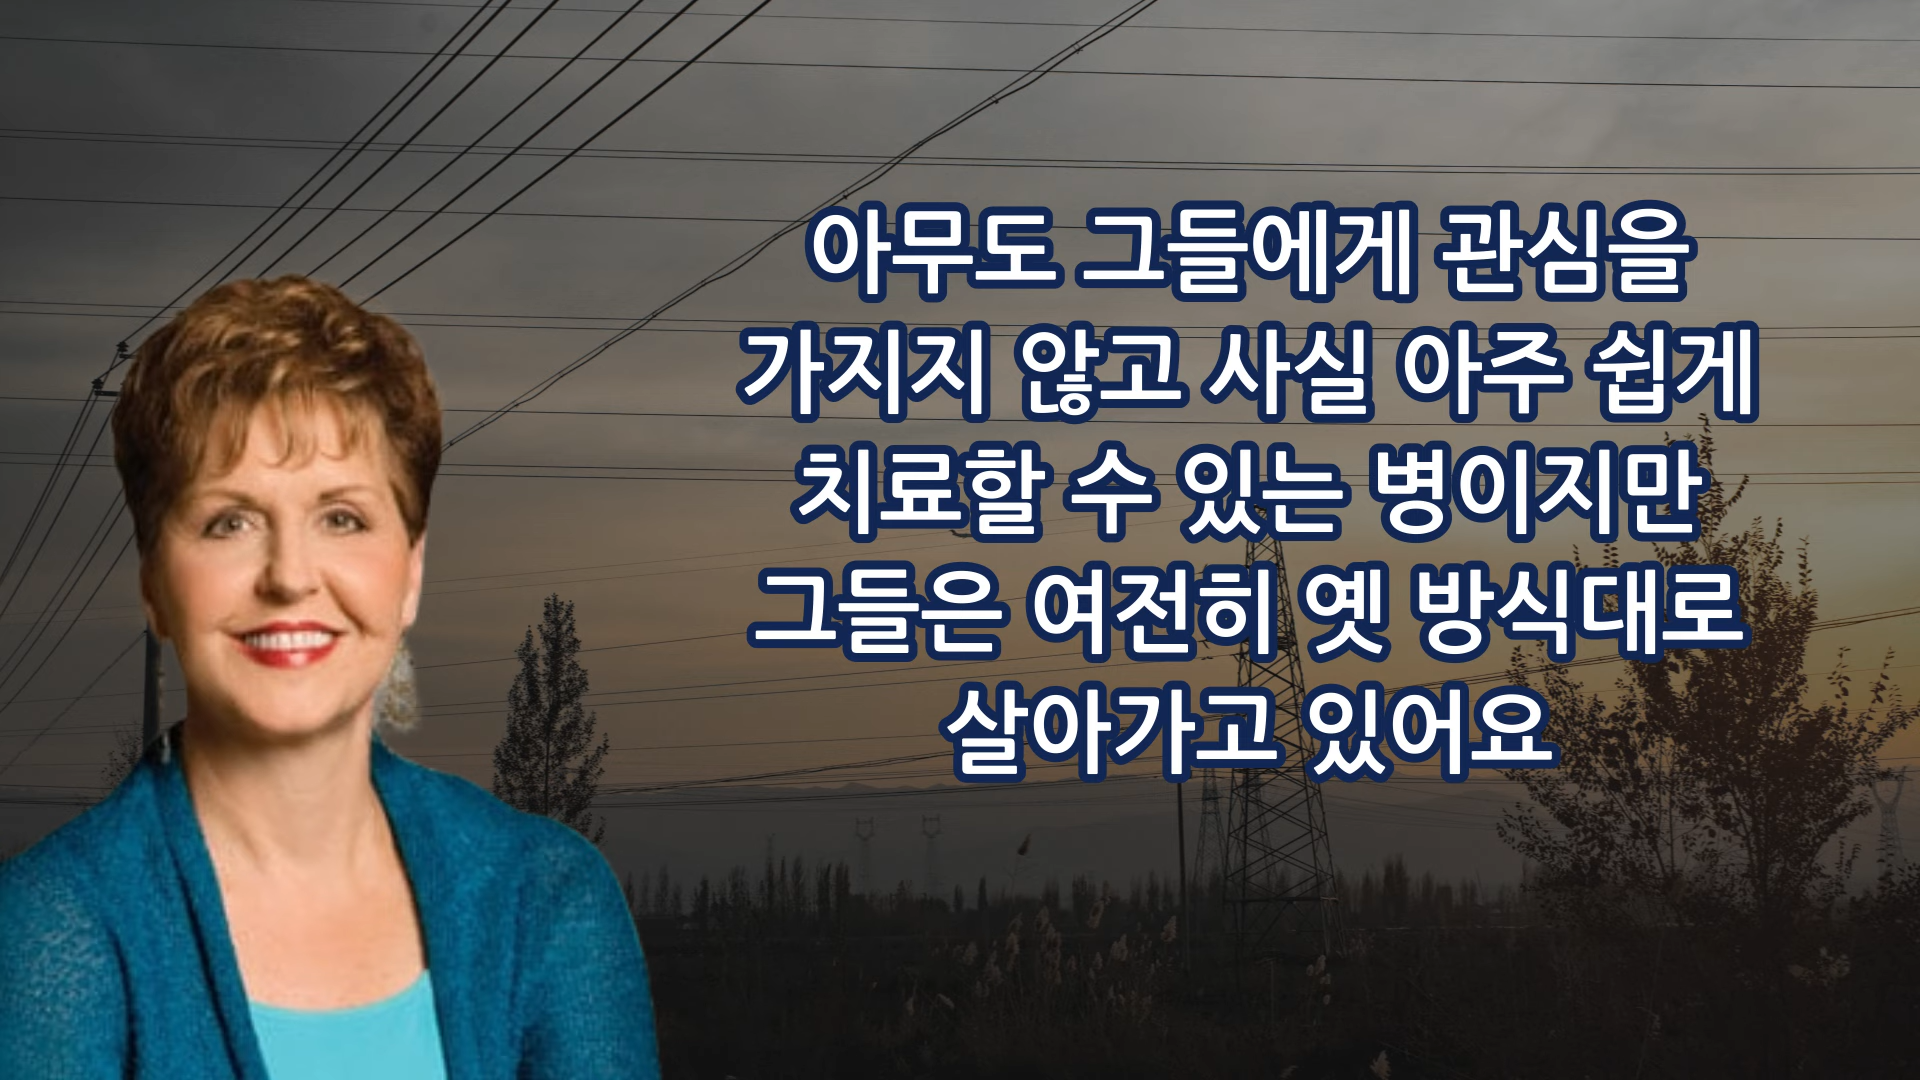 아무도 그들에게 관심을
가지지 않고 사실 아주 쉽게
치료할 수 있는 병이지만
그들은 여전히 옛 방식대로
살아가고 있어요